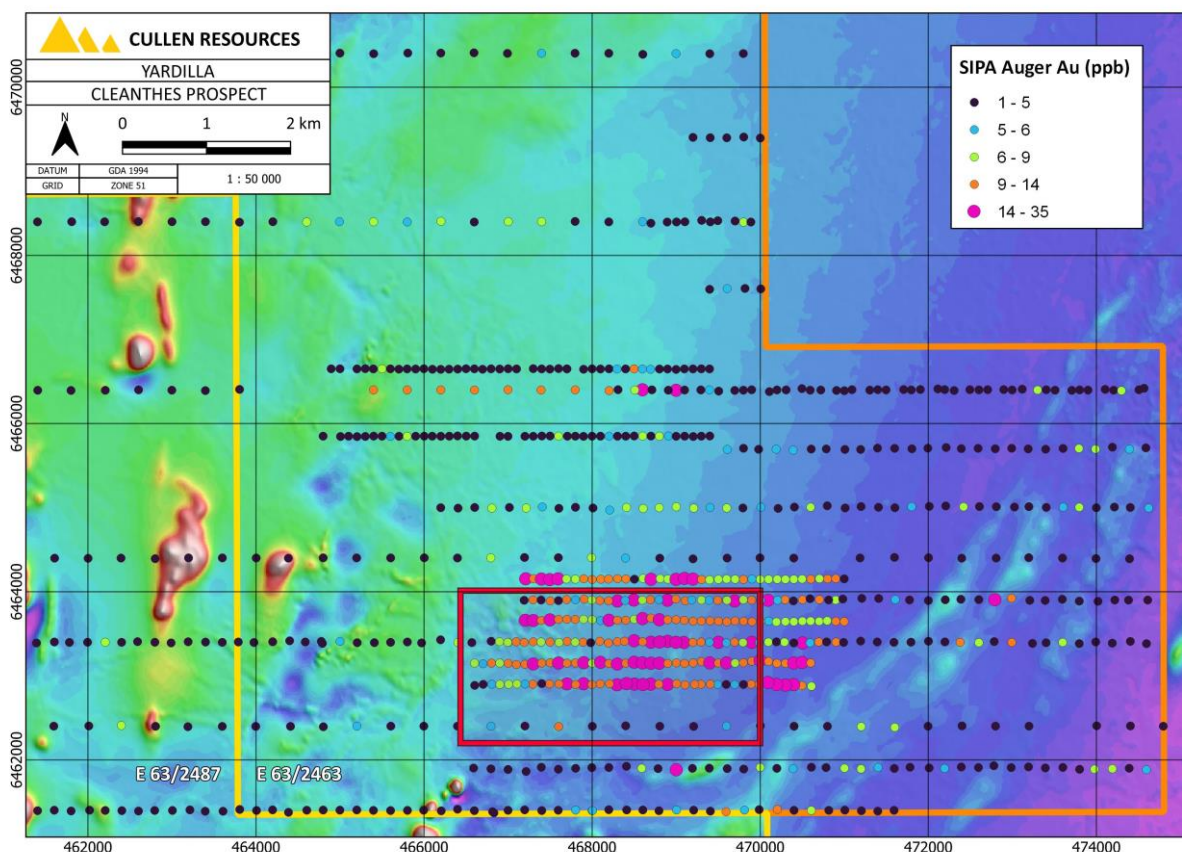 CULLEN RESOURCES
YARDILLA
CLEANTHES PROSPECT
N
0 1 2 km
DATUM GDA 1994
GRID ZONE 51
1 : 50 000
SIPA Auger Au (ppb)
1 - 5
5 - 6
6 - 9
9 - 14
14 - 35
6470000
6468000
6466000
6464000
6462000
E 63/2487
E 63/2463
462000 464000 466000 468000 470000 472000 474000